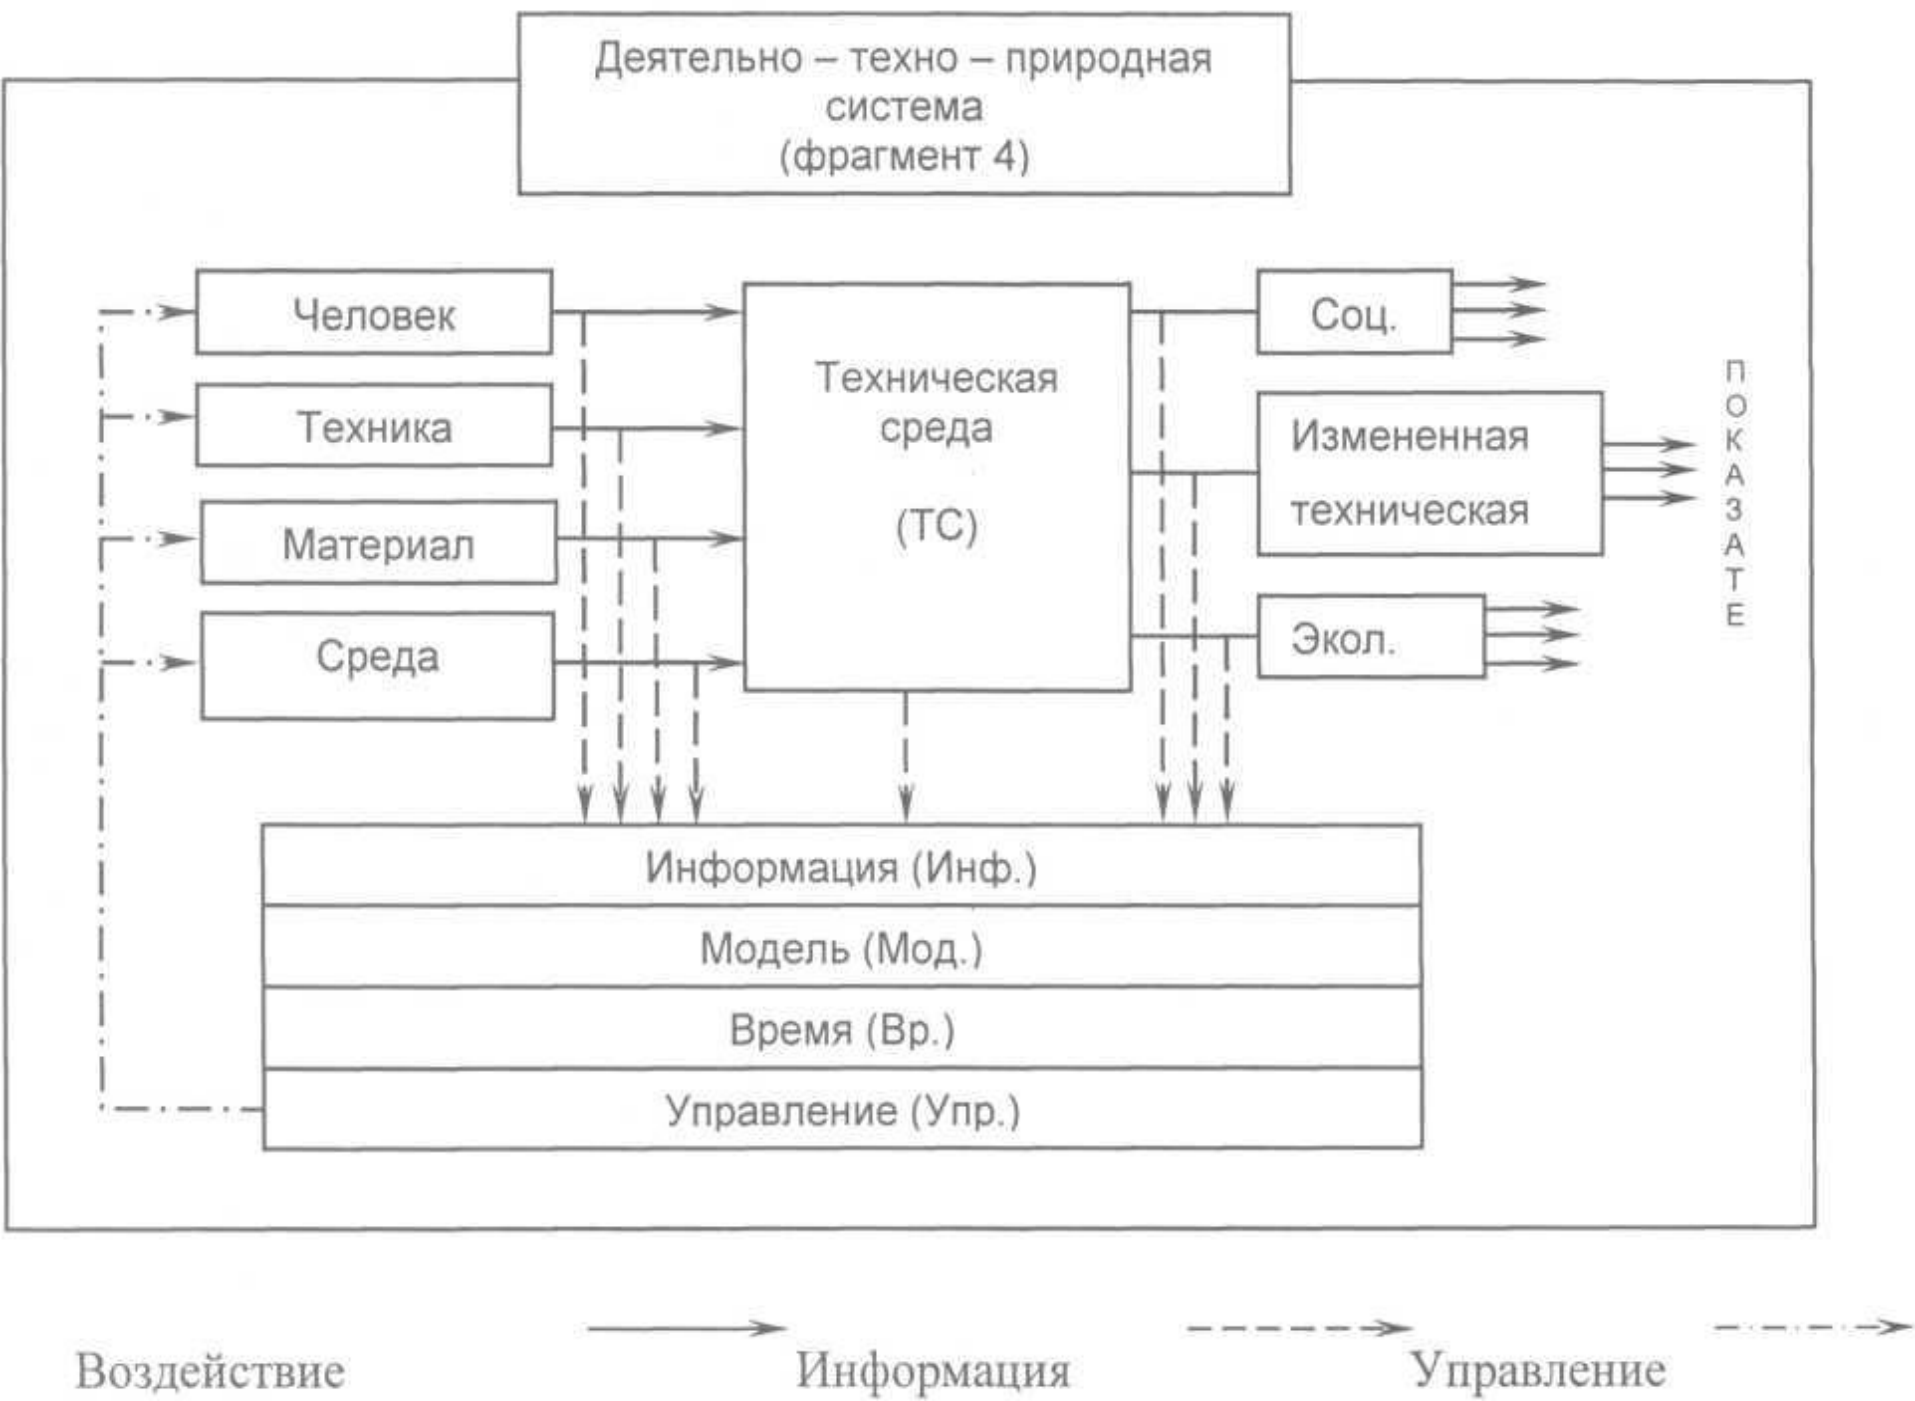 Деятельно – техно – природная
система
(фрагмент 4)
Человек
Техника
Материал
Среда
Техническая
среда
(ТС)
Соц.
Измененная
техническая
Экол.
ПОКАЗАТЕ
Информация (Инф.)
Модель (Мод.)
Время (Вр.)
Управление (Упр.)
Воздействие
Информация
Управление